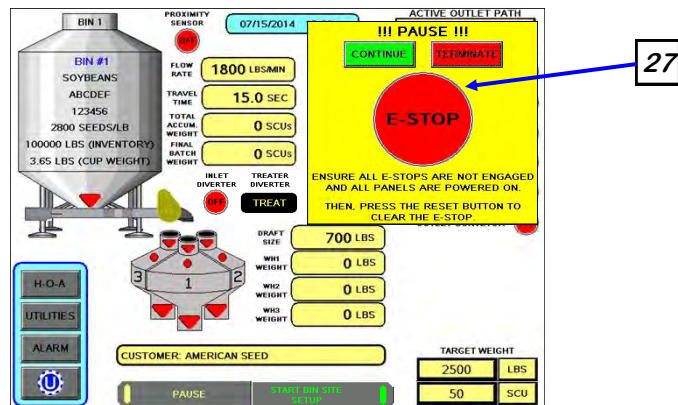 BIN 1
BIN #1
SOYBEANS
ABCDEF
123456
2800 SEEDS/LB
100000 LBS (INVENTORY)
3.65 LBS (CUP WEIGHT)
PROXIMITY
SENSOR
OFF
07/15/2014
FLOW
RATE
1800 LBS/MIN
TRAVEL
TIME
15.0 SEC
TOTAL
ACCUM.
WEIGHT
0 SCUs
FINAL
BATCH
WEIGHT
0 SCUs
INLET
DIVERTER
OFF
TREATER
DIVERTER
TREAT
ACTIVE OUTLET PATH
!!! PAUSE !!!
CONTINUE
TERMINATE
E-STOP
ENSURE ALL E-STOPS ARE NOT ENGAGED
AND ALL PANELS ARE POWERED ON.
THEN, PRESS THE RESET BUTTON TO
CLEAR THE E-STOP.
27
DRAFT
SIZE
700 LBS
WH1
WEIGHT
0 LBS
WH2
WEIGHT
0 LBS
WH3
WEIGHT
0 LBS
3
1
2
H-O-A
UTILITIES
ALARM
U
CUSTOMER: AMERICAN SEED
PAUSE
START BIN SITE
SETUP
TARGET WEIGHT
2500 LBS
50 SCU